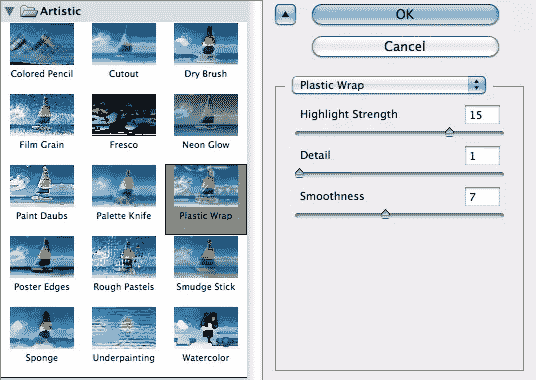 Artistic
Colored Pencil
Cutout
Dry Brush
Film Grain
Fresco
Neon Glow
Paint Daubs
Palette Knife
Plastic Wrap
Poster Edges
Rough Pastels
Smudge Stick
Sponge
Underpainting
Watercolor
OK
Cancel
Plastic Wrap
Highlight Strength 15
Detail 1
Smoothness 7